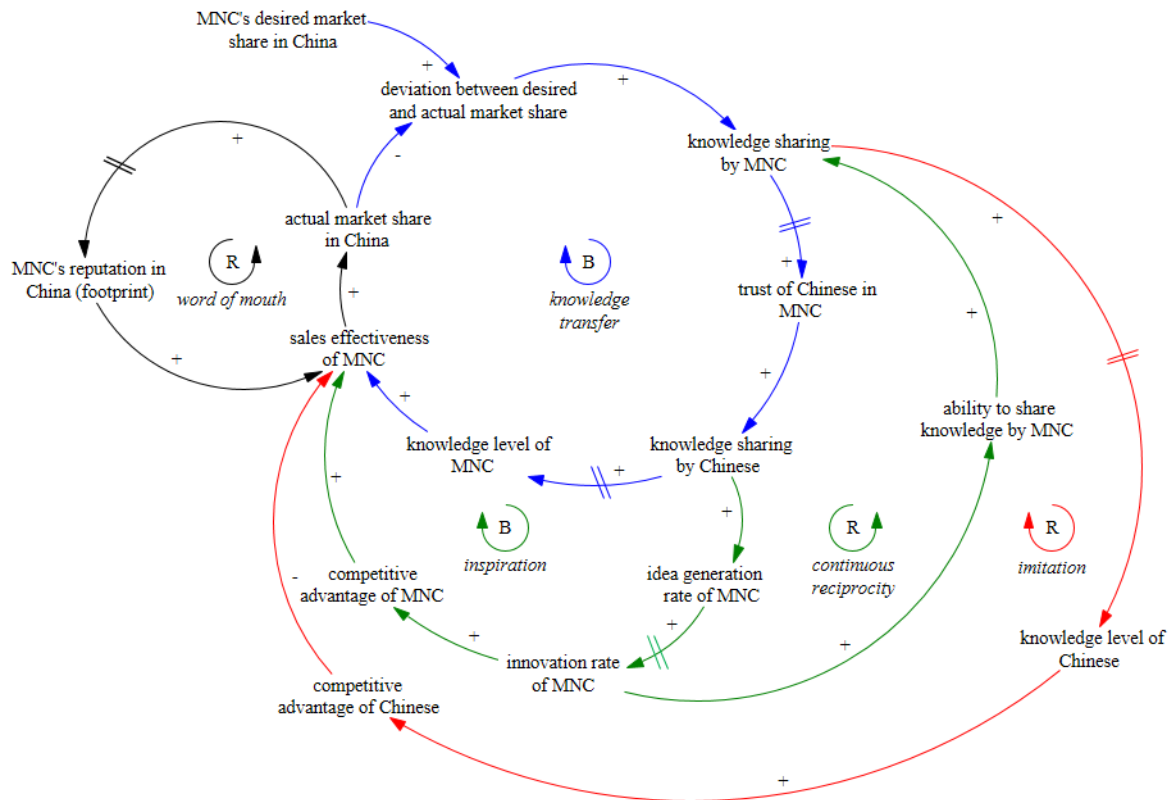 MNC's desired market
share in China
+
deviation between desired
and actual market share
+
+
-
knowledge sharing
by MNC
+
actual market share
in China
+
MNC's reputation in
China (footprint)
R
word of mouth
B
knowledge
transfer
+
trust of Chinese in
MNC
+
+
sales effectiveness
of MNC
+
+
+
ability to share
knowledge by MNC
knowledge level of
MNC
knowledge sharing
by Chinese
+
+
+
B
inspiration
R
continuous
reciprocity
R
imitation
competitive
advantage of MNC
-
idea generation
rate of MNC
+
+
innovation rate
of MNC
+
knowledge level of
Chinese
competitive
advantage of Chinese
+